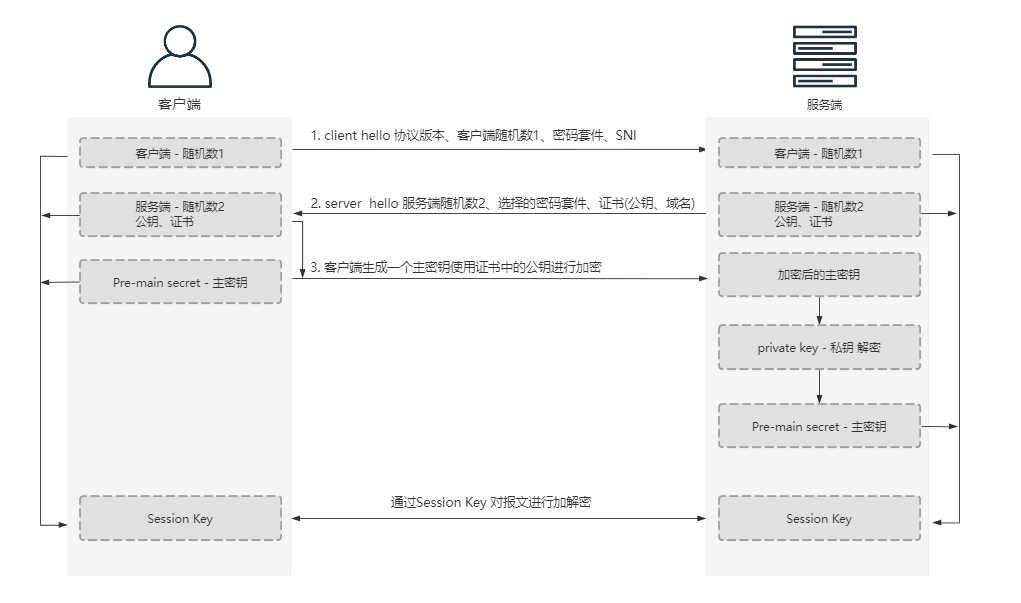 客户端
服务端
1. client hello 协议版本、客户端随机数1、密码套件、SNI
客户端 - 随机数1
客户端 - 随机数1
2. server  hello 服务端随机数2、选择的密码套件、证书(公钥、域名)
服务端 - 随机数2
公钥、证书
服务端 - 随机数2
公钥、证书
3. 客户端生成一个主密钥使用证书中的公钥进行加密
Pre-main secret - 主密钥
加密后的主密钥
private key - 私钥 解密
Pre-main secret - 主密钥
通过Session Key 对报文进行加解密
Session Key
Session Key